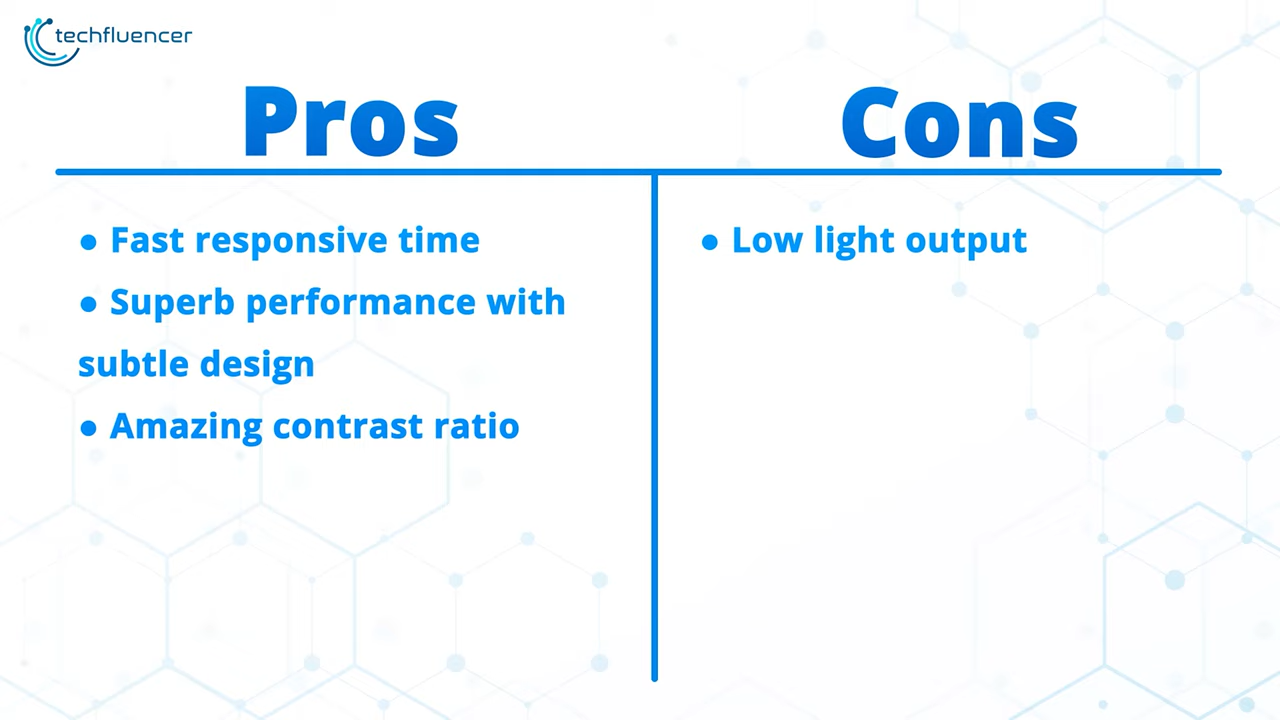 techfluencer
Pros
Cons
● Fast responsive time
● Superb performance with
subtle design
● Amazing contrast ratio
● Low light output